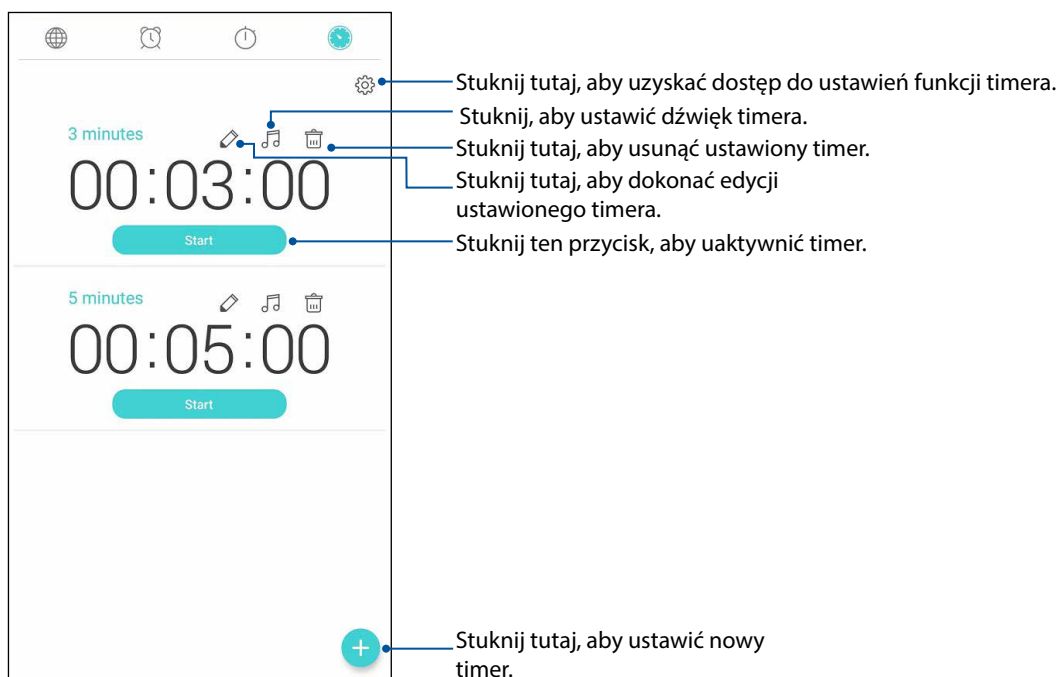 Stuknij tutaj, aby uzyskać dostęp do ustawień funkcji timera.
Stuknij, aby ustawić dźwięk timera.
3 minutes
Stuknij tutaj, aby usunąć ustawiony timer.
00:03:00
Stuknij tutaj, aby dokonać edycji
ustawionego timera.
Start
Stuknij ten przycisk, aby uaktywnić timer.
5 minutes
00:05:00
Start
+
Stuknij tutaj, aby ustawić nowy
timer.